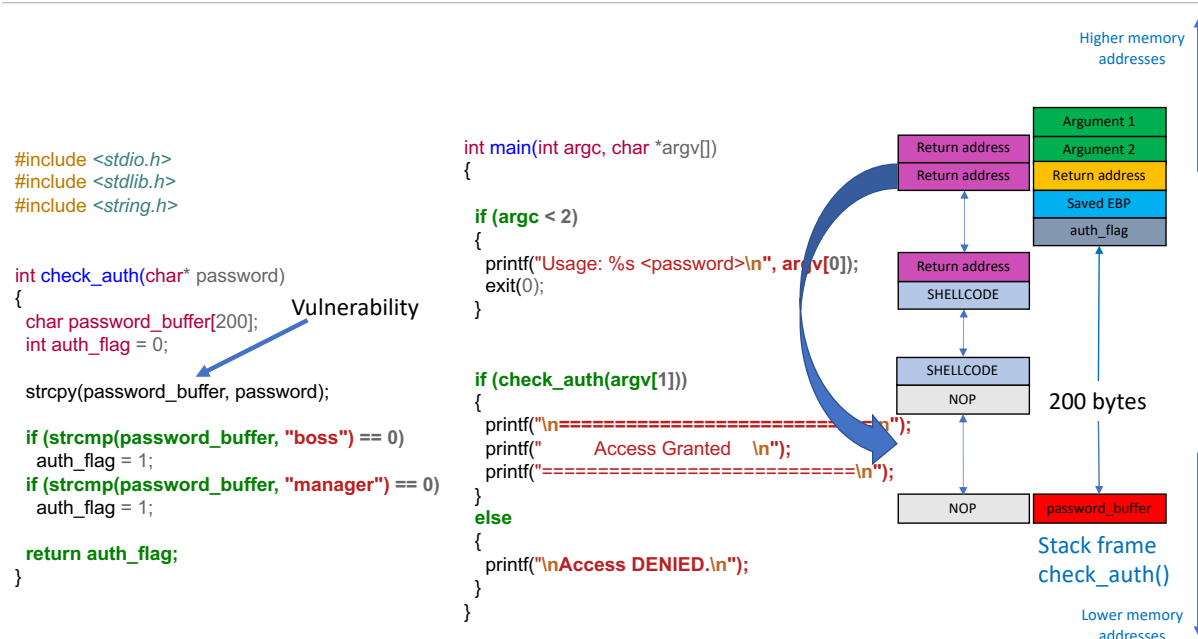 #include <stdio.h>
#include <stdlib.h>
#include <string.h>
int check_auth(char* password)
{
char password_buffer[200];
int auth_flag = 0;
strcpy(password_buffer, password);
if (strcmp(password_buffer, "boss") == 0)
auth_flag = 1;
if (strcmp(password_buffer, "manager") == 0)
auth_flag = 1;
return auth_flag;
}
Vulnerability
int main(int argc, char *argv[])
{
if (argc < 2)
{
printf("Usage: %s <password>\n", argv[0]);
exit(0);
}
if (check_auth(argv[1]))
{
printf("\n===========================\n");
printf("          Access Granted    \n");
printf("===========================\n");
}
else
{
printf("\nAccess DENIED.\n");
}
}
Higher memory
addresses
Return address
Return address
Return address
SHELLCODE
SHELLCODE
NOP
NOP
Argument 1
Argument 2
Return address
Saved EBP
auth_flag
200 bytes
password_buffer
Stack frame
check_auth()
Lower memory
addresses